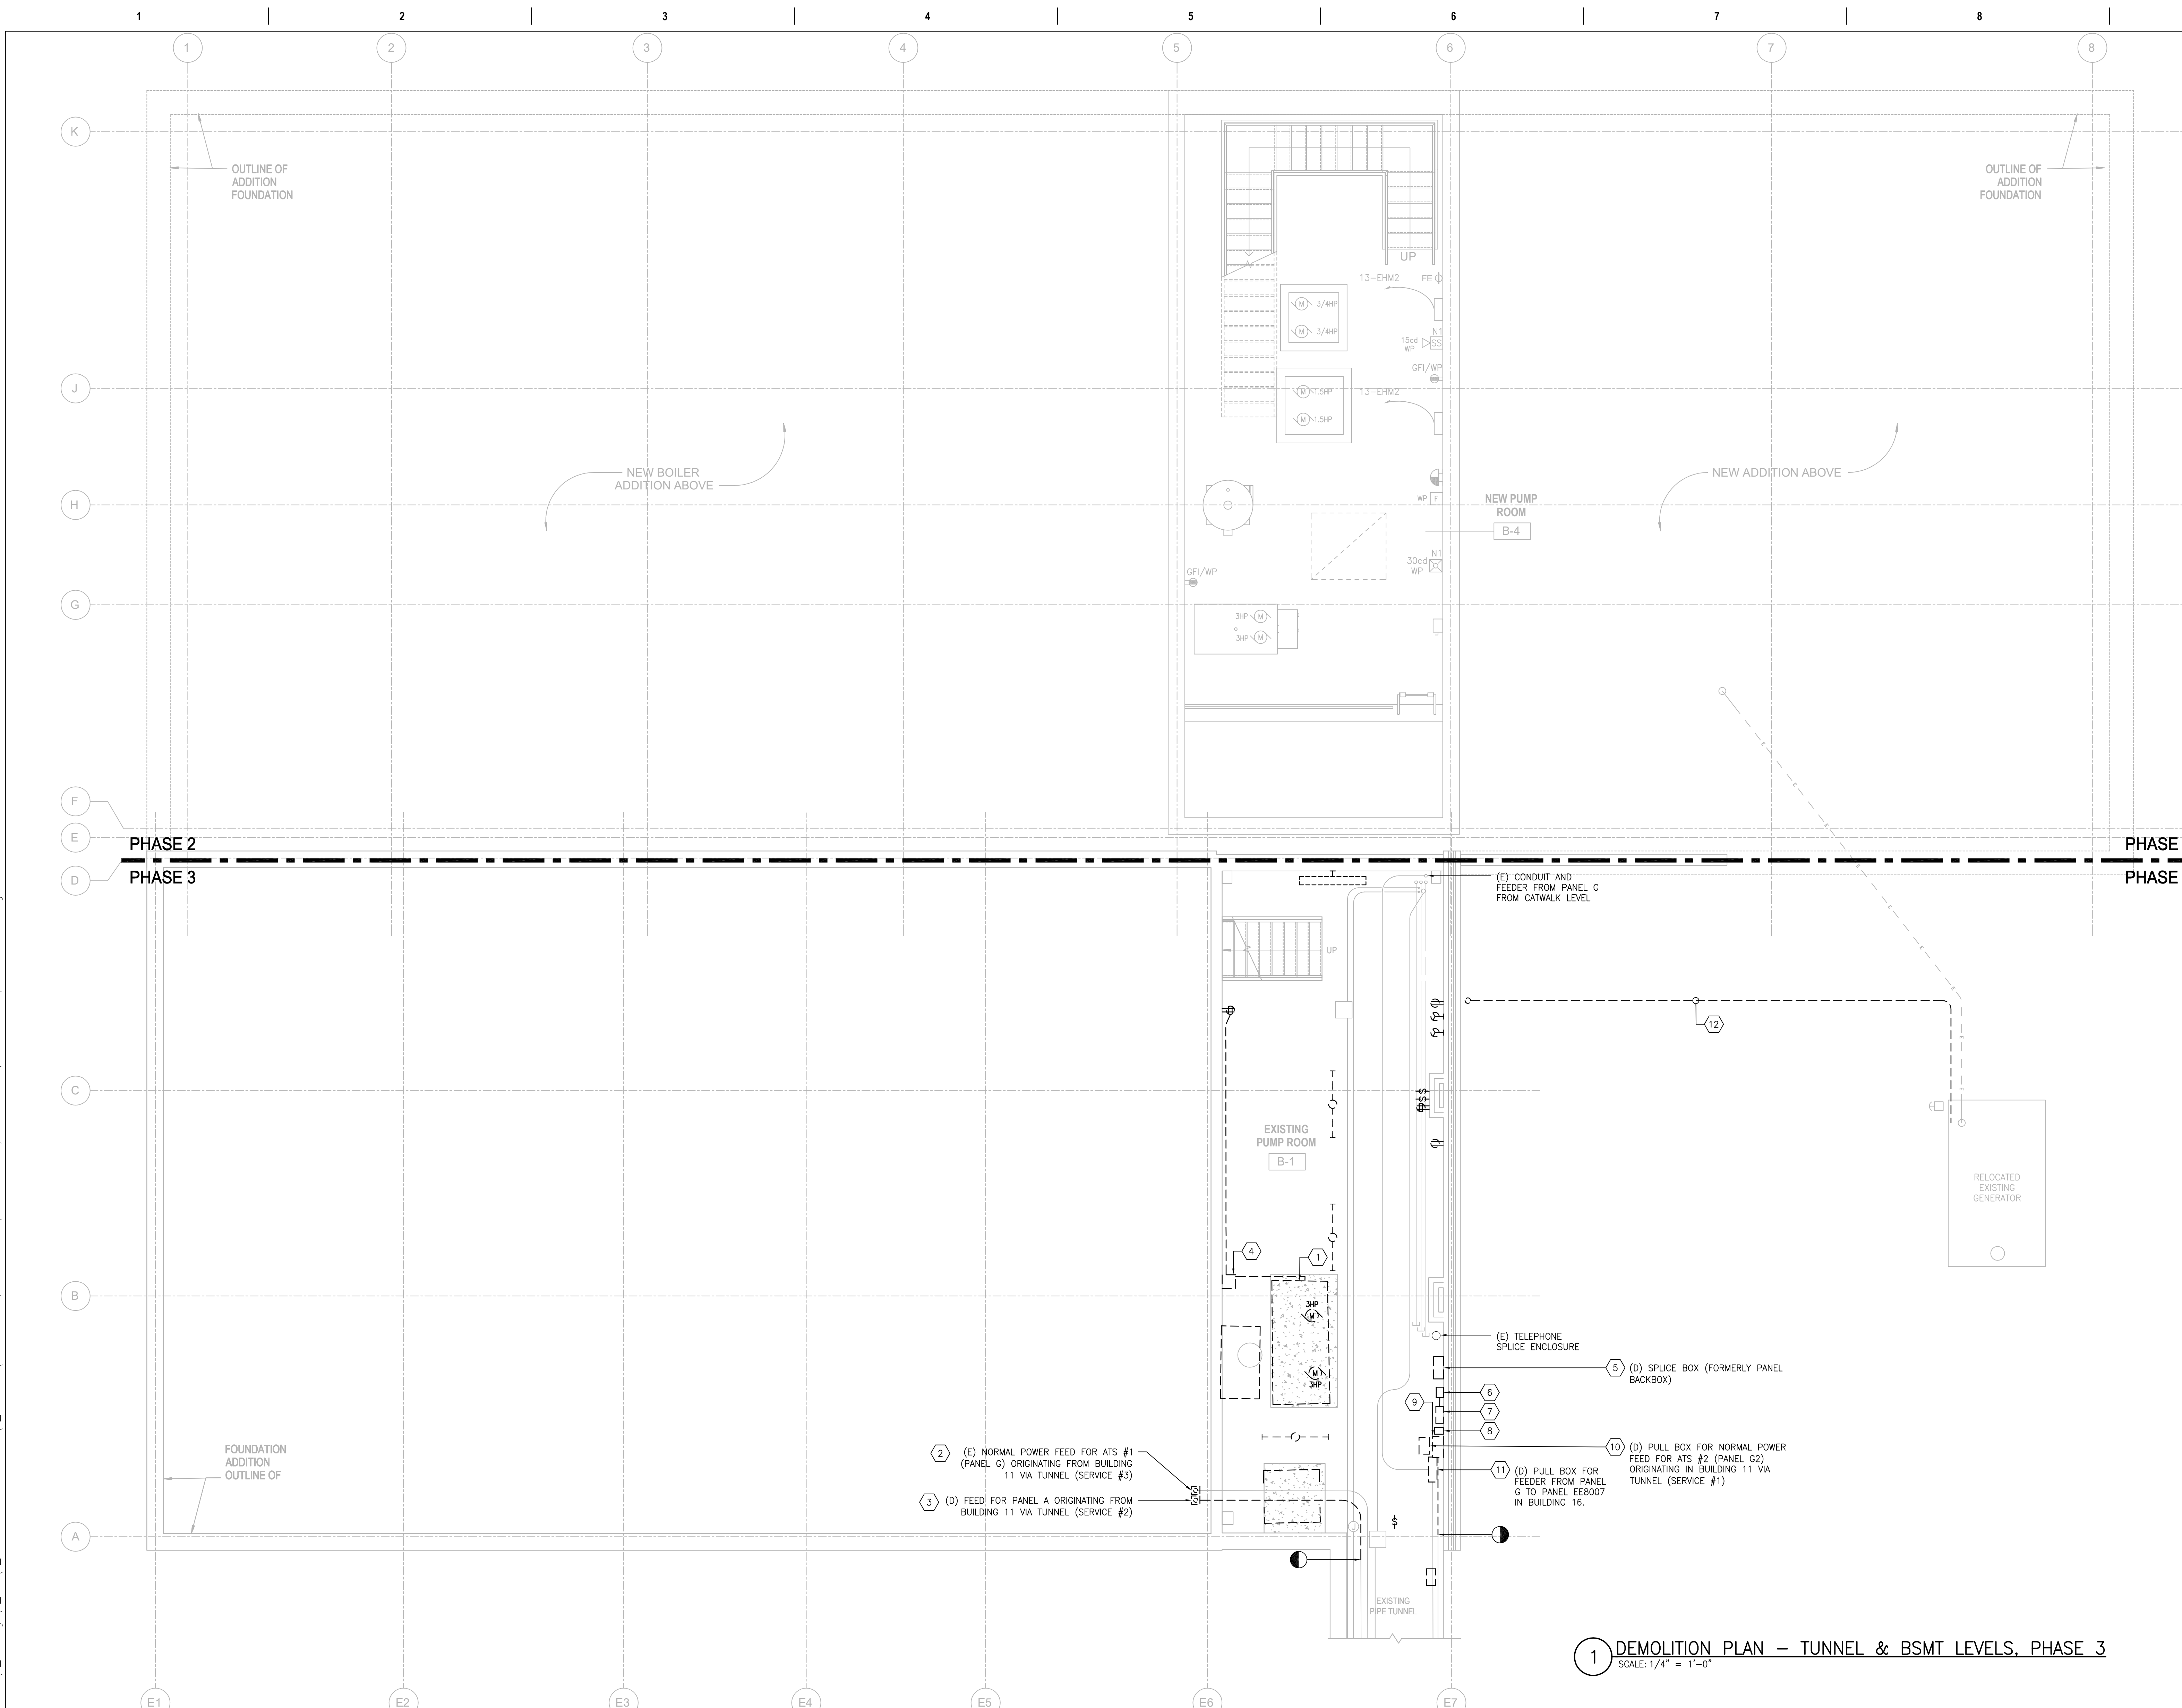 1 2 3 4 5 6 7 8
1 2 3 4 5 6 7 8
K
OUTLINE OF
ADDITION
FOUNDATION
OUTLINE OF
ADDITION
FOUNDATION
UP
13-EHM2
FE
M 3/4HP
M 3/4HP
N1
15cd
WP
SS
GFI/WP
J
M 1.5HP
13-EHM2
M 1.5HP
NEW BOILER
ADDITION ABOVE
NEW ADDITION ABOVE
WP F
NEW PUMP
ROOM
B-4
H
N1
30cd
WP
GFI/WP
G
3HP M
3HP M
F
E
PHASE 2
PHASE
D
PHASE 3
PHASE
(E) CONDUIT AND
FEEDER FROM PANEL G
FROM CATWALK LEVEL
UP
12
C
EXISTING
PUMP ROOM
B-1
RELOCATED
EXISTING
GENERATOR
4
1
B
3HP
M
M
3HP
(E) TELEPHONE
SPLICE ENCLOSURE
5 (D) SPLICE BOX (FORMERLY PANEL
BACKBOX)
6
9
7
8
FOUNDATION
ADDITION
OUTLINE OF
2 (E) NORMAL POWER FEED FOR ATS #1
(PANEL G) ORIGINATING FROM BUILDING
11 VIA TUNNEL (SERVICE #3)
10 (D) PULL BOX FOR NORMAL POWER
FEED FOR ATS #2 (PANEL G2)
ORIGINATING IN BUILDING 11 VIA
TUNNEL (SERVICE #1)
11 (D) PULL BOX FOR
FEEDER FROM PANEL
G TO PANEL EE8007
IN BUILDING 16.
3 (D) FEED FOR PANEL A ORIGINATING FROM
BUILDING 11 VIA TUNNEL (SERVICE #2)
J
$
A
EXISTING
PIPE TUNNEL
1 DEMOLITION PLAN – TUNNEL & BSMT LEVELS, PHASE 3
SCALE: 1/4" = 1'-0"
E1 E2 E3 E4 E5 E6 E7